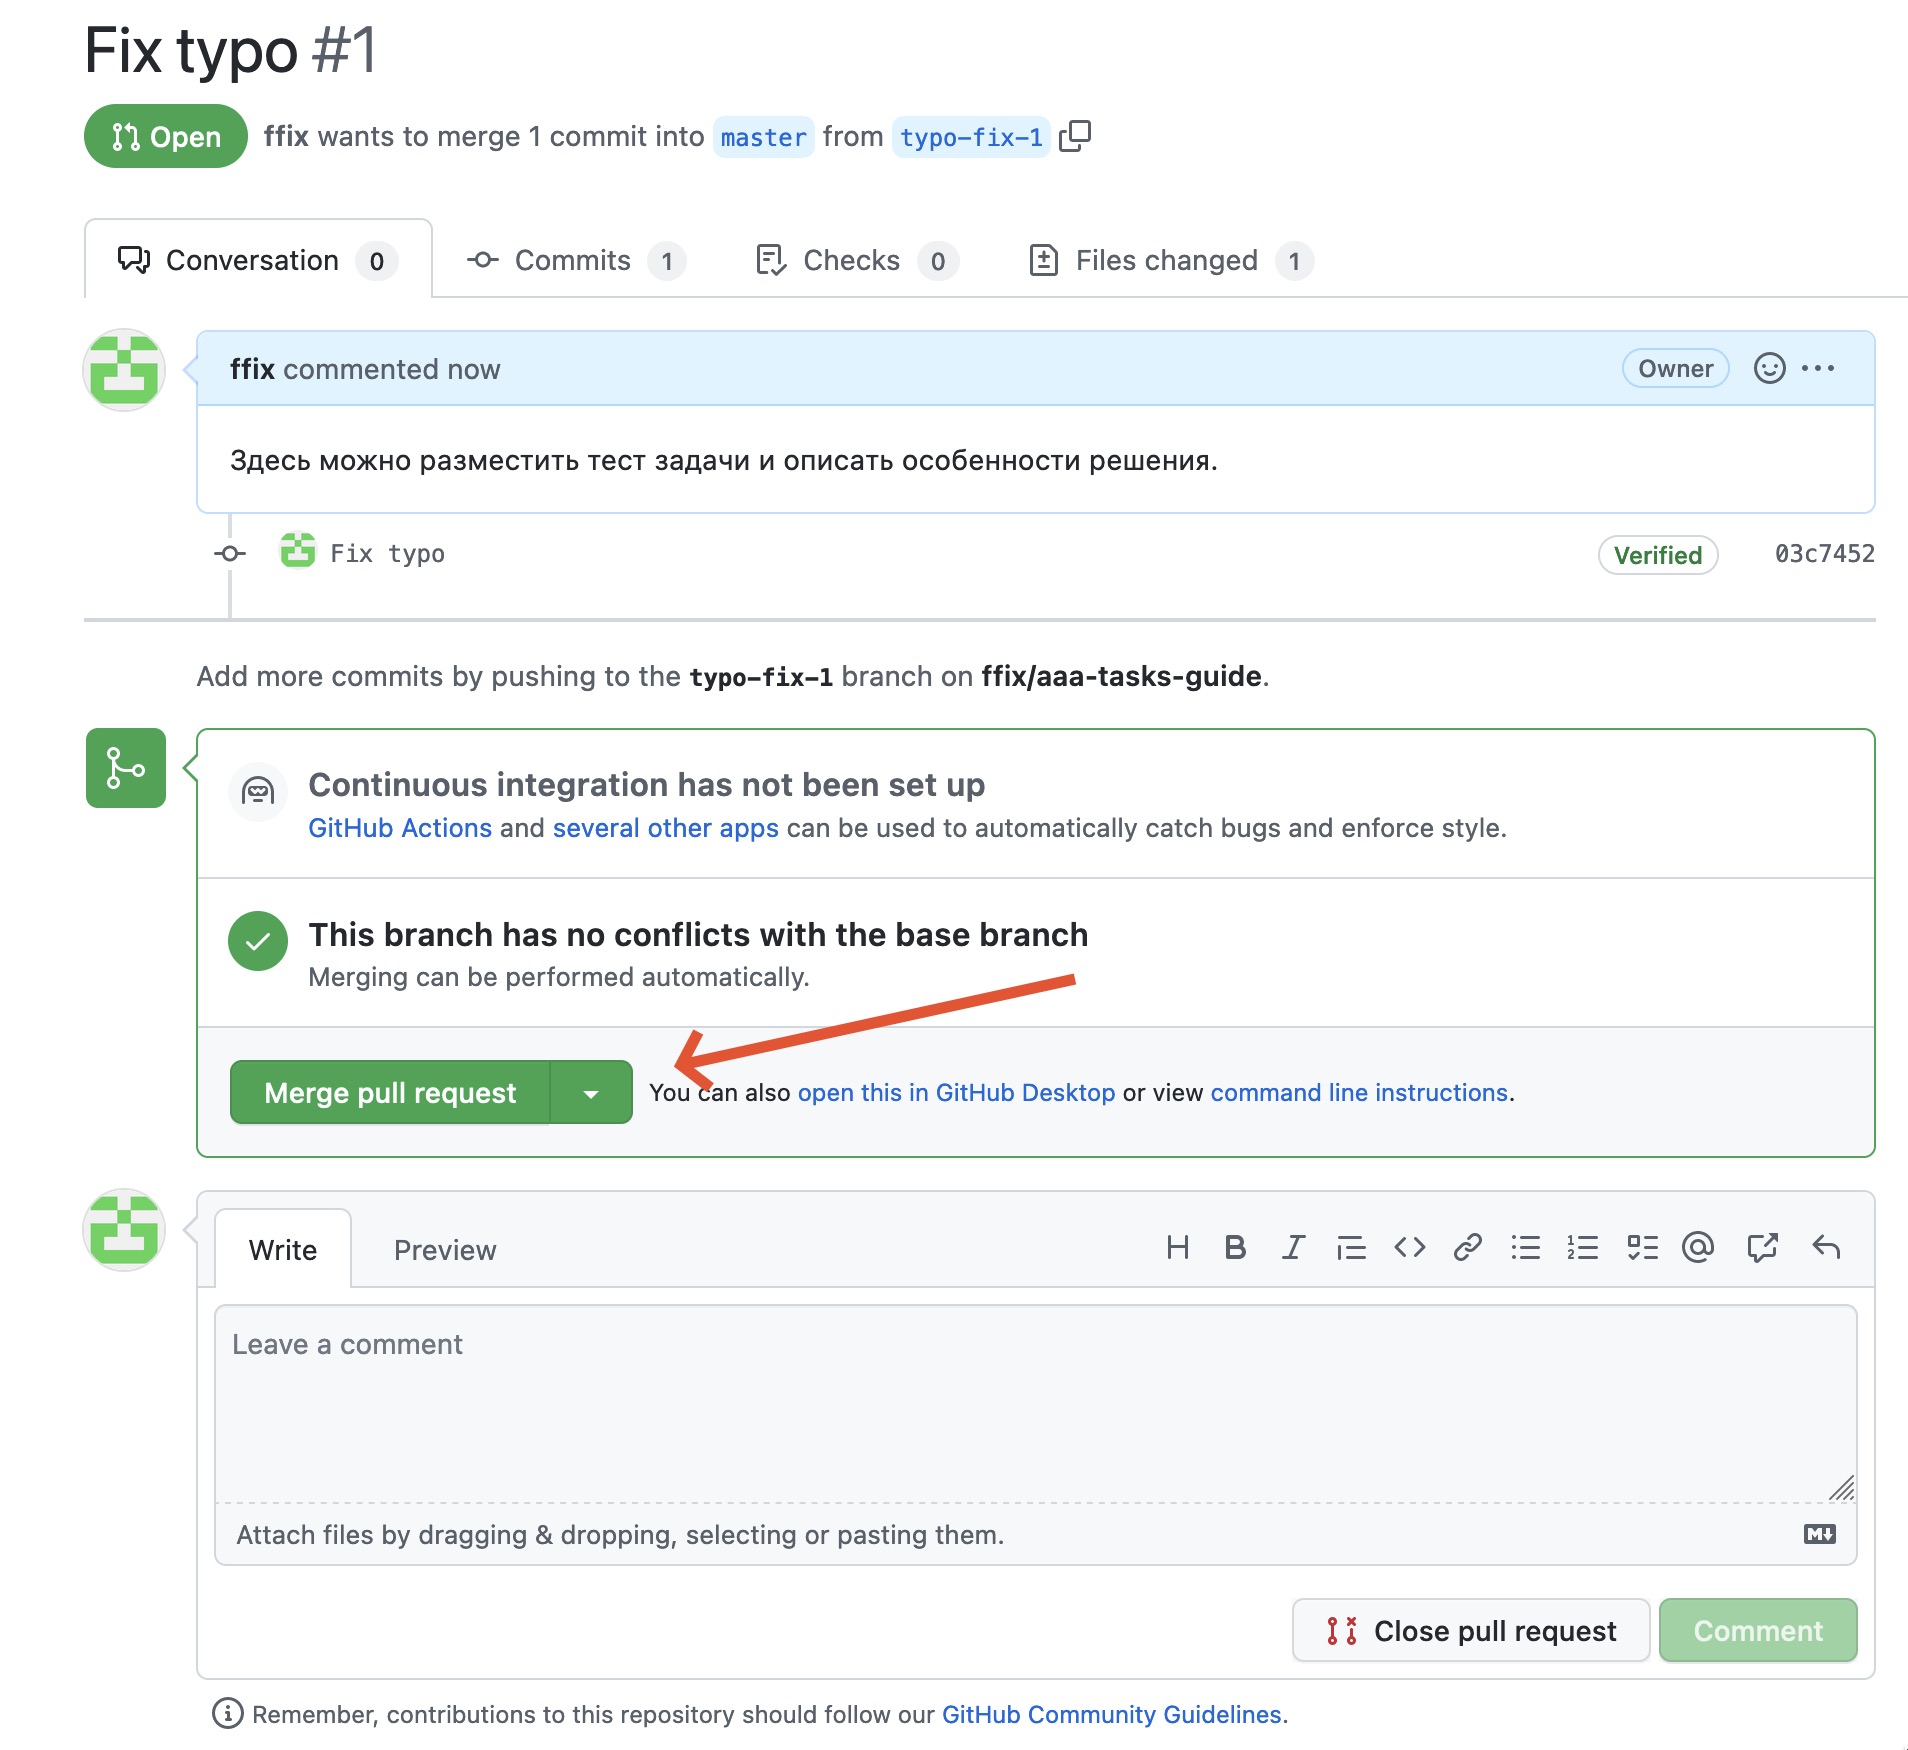 Fix typo #1
Open ffix wants to merge 1 commit into master from typo-fix-1
Conversation 0 Commits 1 Checks 0 Files changed 1
ffix commented now Owner
Здесь можно разместить тест задачи и описать особенности решения.
Fix typo Verified 03c7452
Add more commits by pushing to the typo-fix-1 branch on ffix/aaa-tasks-guide.
Continuous integration has not been set up
GitHub Actions and several other apps can be used to automatically catch bugs and enforce style.
This branch has no conflicts with the base branch
Merging can be performed automatically.
Merge pull request You can also open this in GitHub Desktop or view command line instructions.
Write Preview
Leave a comment
Attach files by dragging & dropping, selecting or pasting them.
Close pull request Comment
Remember, contributions to this repository should follow our GitHub Community Guidelines.